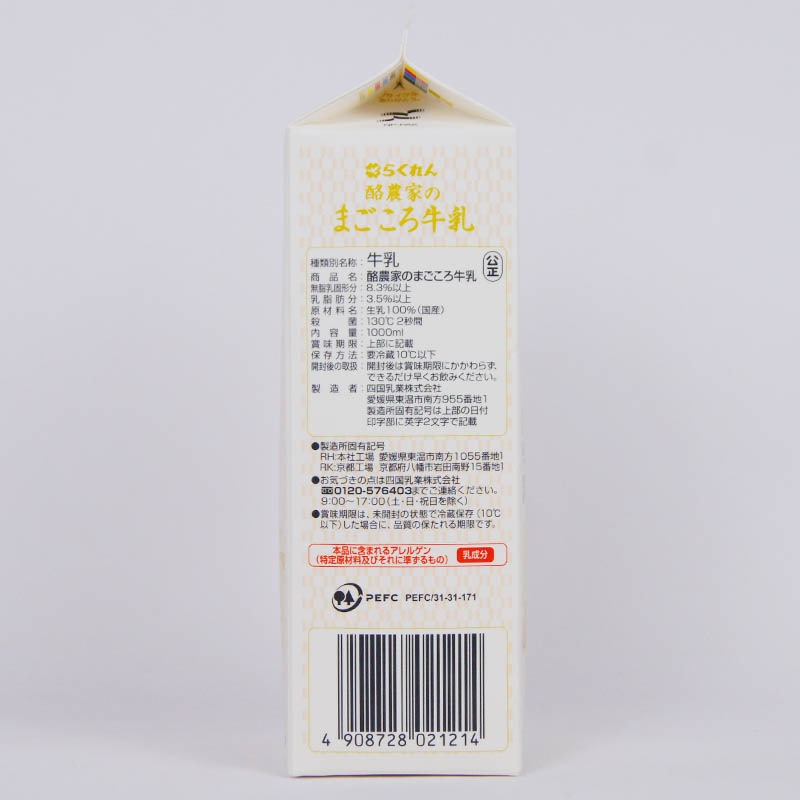 らくれん
酪農家の
まごころ牛乳
種類別名称：牛乳
公正
商品名：酪農家のまごころ牛乳
無脂乳固形分：8.3%以上
乳脂肪分：3.5%以上
原材料名：生乳100%（国産）
殺菌：130℃ 2秒間
内容量：1000ml
賞味期限：上部に記載
保存方法：要冷蔵10℃以下
開封後の取扱：開封後は賞味期限にかかわらず、
できるだけ早くお飲みください。
製造者：四国乳業株式会社
愛媛県東温市南方955番地1
製造所固有記号は上部の日付
印字部に英字2文字で記載
●製造所固有記号
RH:本社工場 愛媛県東温市南方1055番地1
RK:京都工場 京都府八幡市岩田南野15番地1
●お気づきの点は四国乳業株式会社
0120-576403までご連絡ください。
9:00～17:00（土・日・祝日を除く）
●賞味期限は、未開封の状態で冷蔵保存（10℃
以下）した場合に、品質の保たれる期限です。
本品に含まれるアレルゲン
（特定原材料及びそれに準ずるもの）
乳成分
PEFC PEFC/31-31-171
4 908728 021214